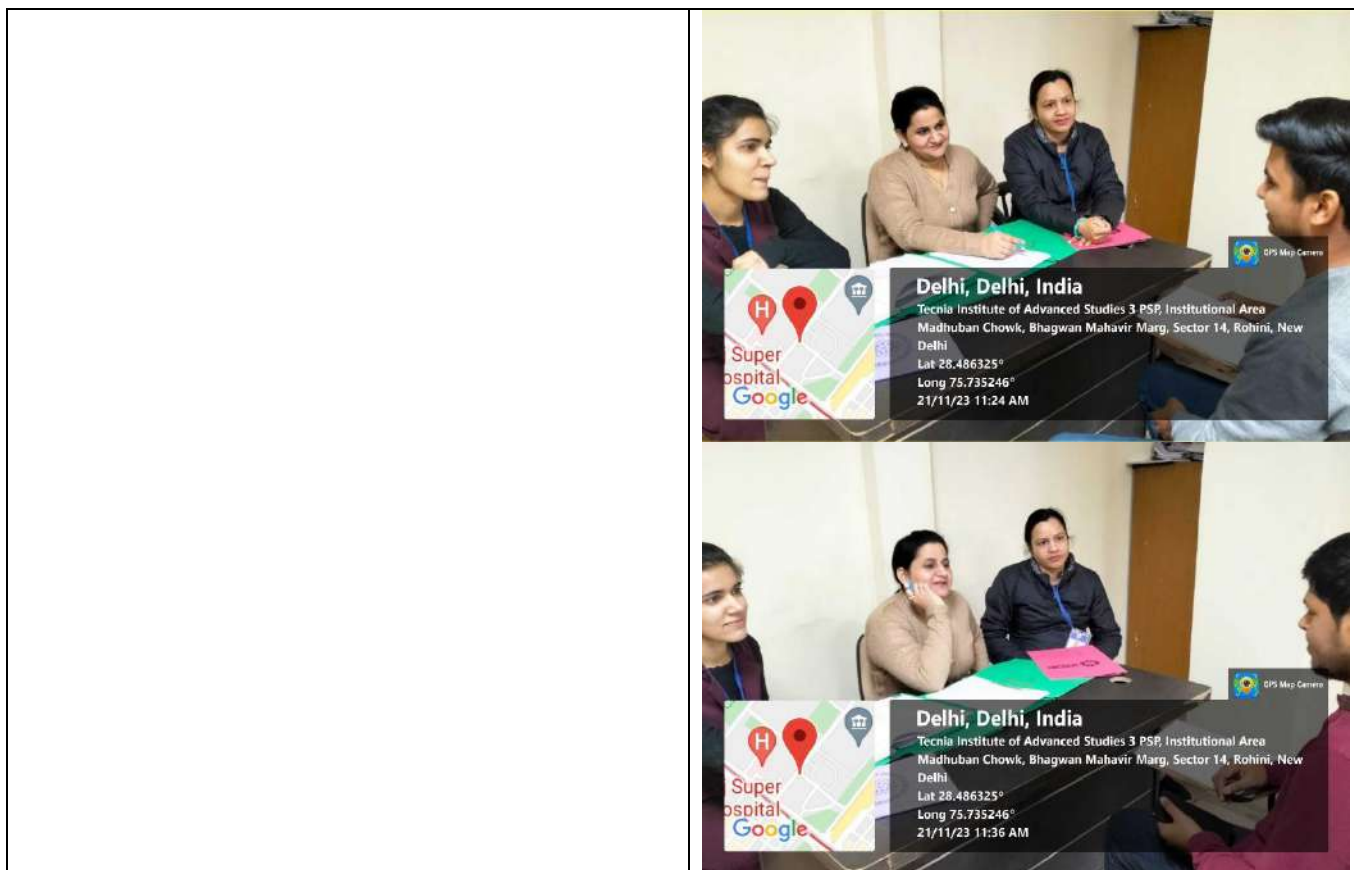 GPS Map Camera
Delhi, Delhi, India
Tecnia Institute of Advanced Studies 3 PSP, Institutional Area
Madhuban Chowk, Bhagwan Mahavir Marg, Sector 14, Rohini, New
Delhi
Lat 28.486325°
Long 75.735246°
21/11/23 11:24 AM
H
Super
ospital
Google
GPS Map Camera
Delhi, Delhi, India
Tecnia Institute of Advanced Studies 3 PSP, Institutional Area
Madhuban Chowk, Bhagwan Mahavir Marg, Sector 14, Rohini, New
Delhi
Lat 28.486325°
Long 75.735246°
21/11/23 11:36 AM
H
Super
ospital
Google